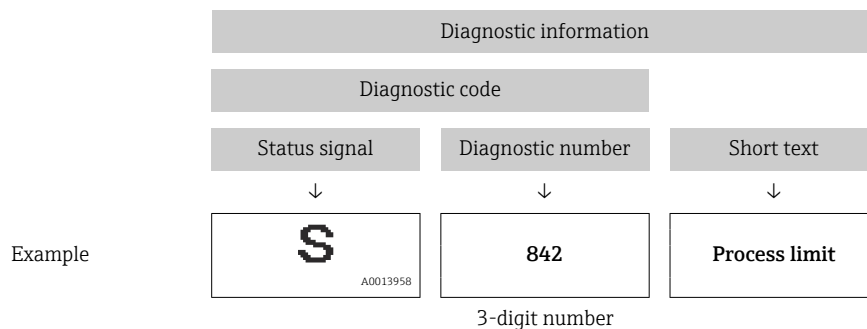 Diagnostic information
Diagnostic code
Status signal Diagnostic number Short text
↓ ↓ ↓
Example S 842 Process limit
A0013958
3-digit number